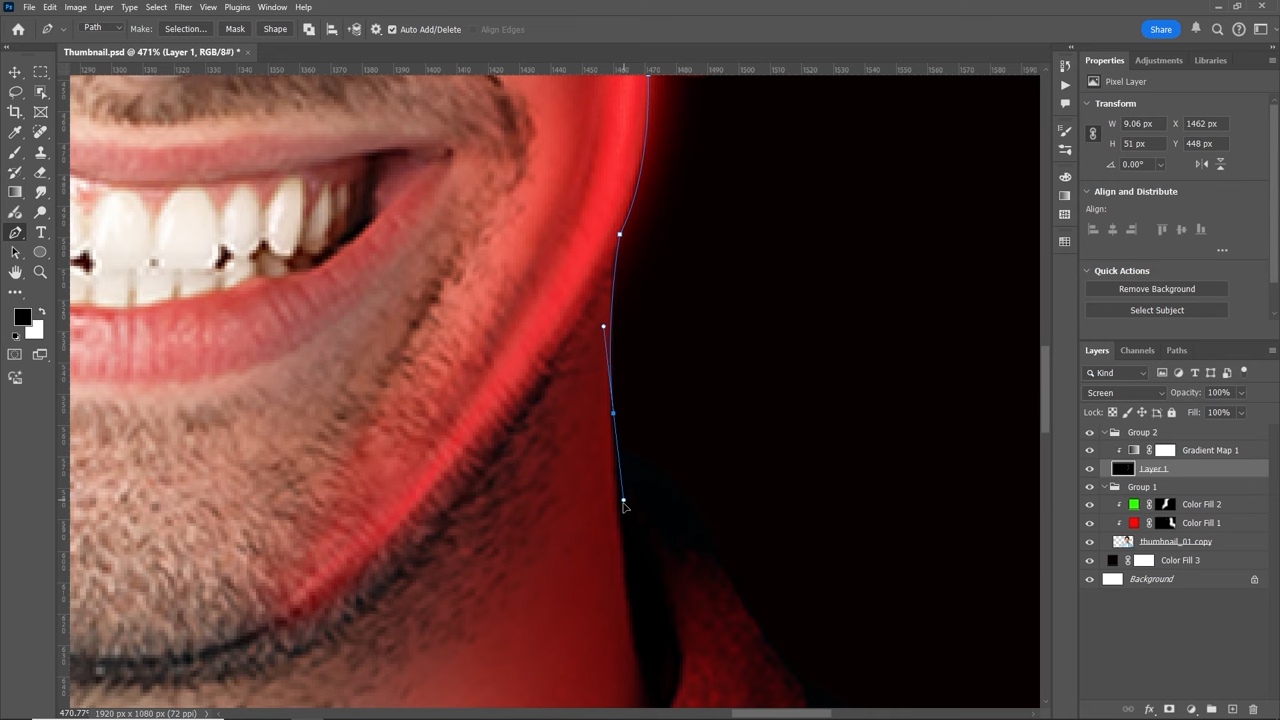 Ps File Edit Image Layer Type Select Filter View Plugins Window Help
Path Make: Selection... Mask Shape Auto Add/Delete Align Edges Share
Thumbnail.psd @ 471% (Layer 1, RGB/8#) *
1290 1300 1310 1320 1330 1340 1350 1360 1370 1380 1390 1400 1410 1420 1430 1440 1450 1460 1470 1480 1490 1500 1510 1520 1530 1540 1550 1560 1570 1580 1590
Properties Adjustments Libraries
Pixel Layer
Transform
W 9.06 px X 1462 px
H 51 px Y 448 px
0.00°
Align and Distribute
Align:
Quick Actions
Remove Background
Select Subject
Layers Channels Paths
Kind
Screen Opacity: 100%
Lock: Fill: 100%
Group 2
Gradient Map 1
Layer 1
Group 1
Color Fill 2
Color Fill 1
thumbnail_01 copy
Color Fill 3
Background
470.77% 1920 px x 1080 px (72 ppi)